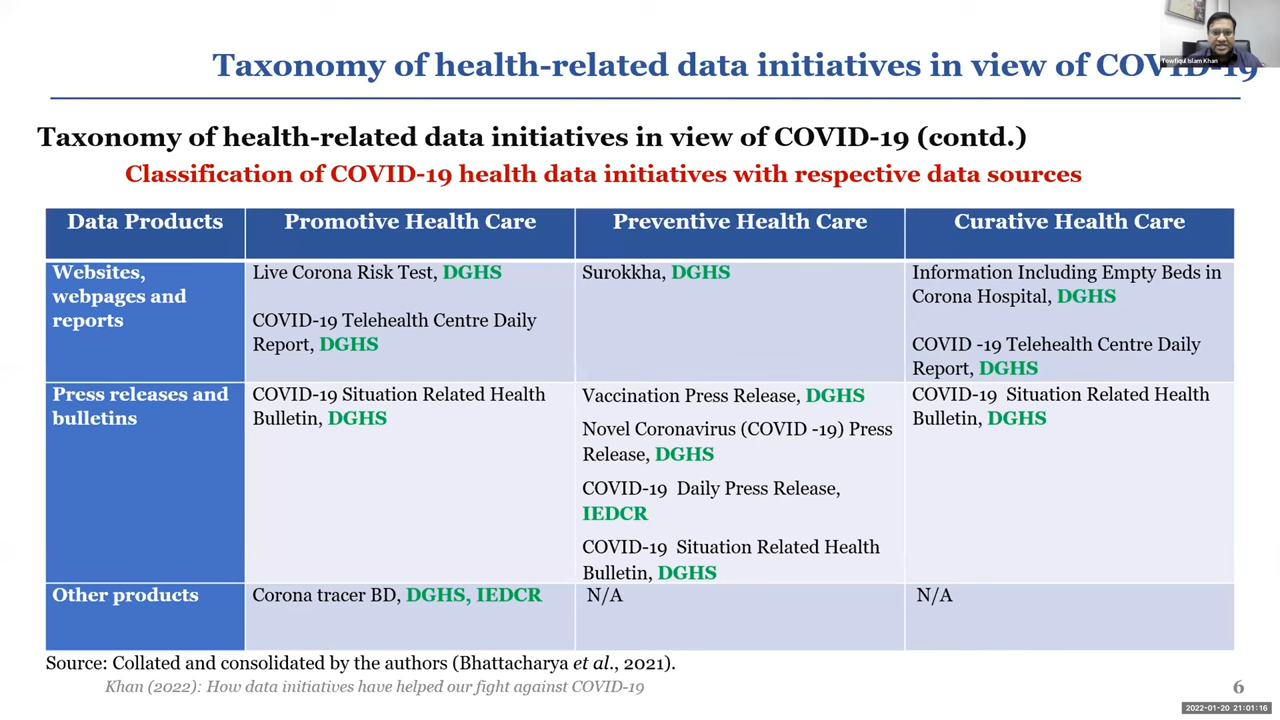 Taxonomy of health-related data initiatives in view of COVID-19
Towfiqul Islam Khan
Taxonomy of health-related data initiatives in view of COVID-19 (contd.)
Classification of COVID-19 health data initiatives with respective data sources
Data Products
Promotive Health Care
Preventive Health Care
Curative Health Care
Websites,
webpages and
reports
Live Corona Risk Test, DGHS
COVID-19 Telehealth Centre Daily
Report, DGHS
Surokkha, DGHS
Information Including Empty Beds in
Corona Hospital, DGHS
COVID -19 Telehealth Centre Daily
Report, DGHS
Press releases and
bulletins
COVID-19 Situation Related Health
Bulletin, DGHS
Vaccination Press Release, DGHS
Novel Coronavirus (COVID -19) Press
Release, DGHS
COVID-19 Daily Press Release,
IEDCR
COVID-19 Situation Related Health
Bulletin, DGHS
COVID-19 Situation Related Health
Bulletin, DGHS
Other products
Corona tracer BD, DGHS, IEDCR
N/A
N/A
Source: Collated and consolidated by the authors (Bhattacharya et al., 2021).
Khan (2022): How data initiatives have helped our fight against COVID-19
6
2022-01-20 21:01:16